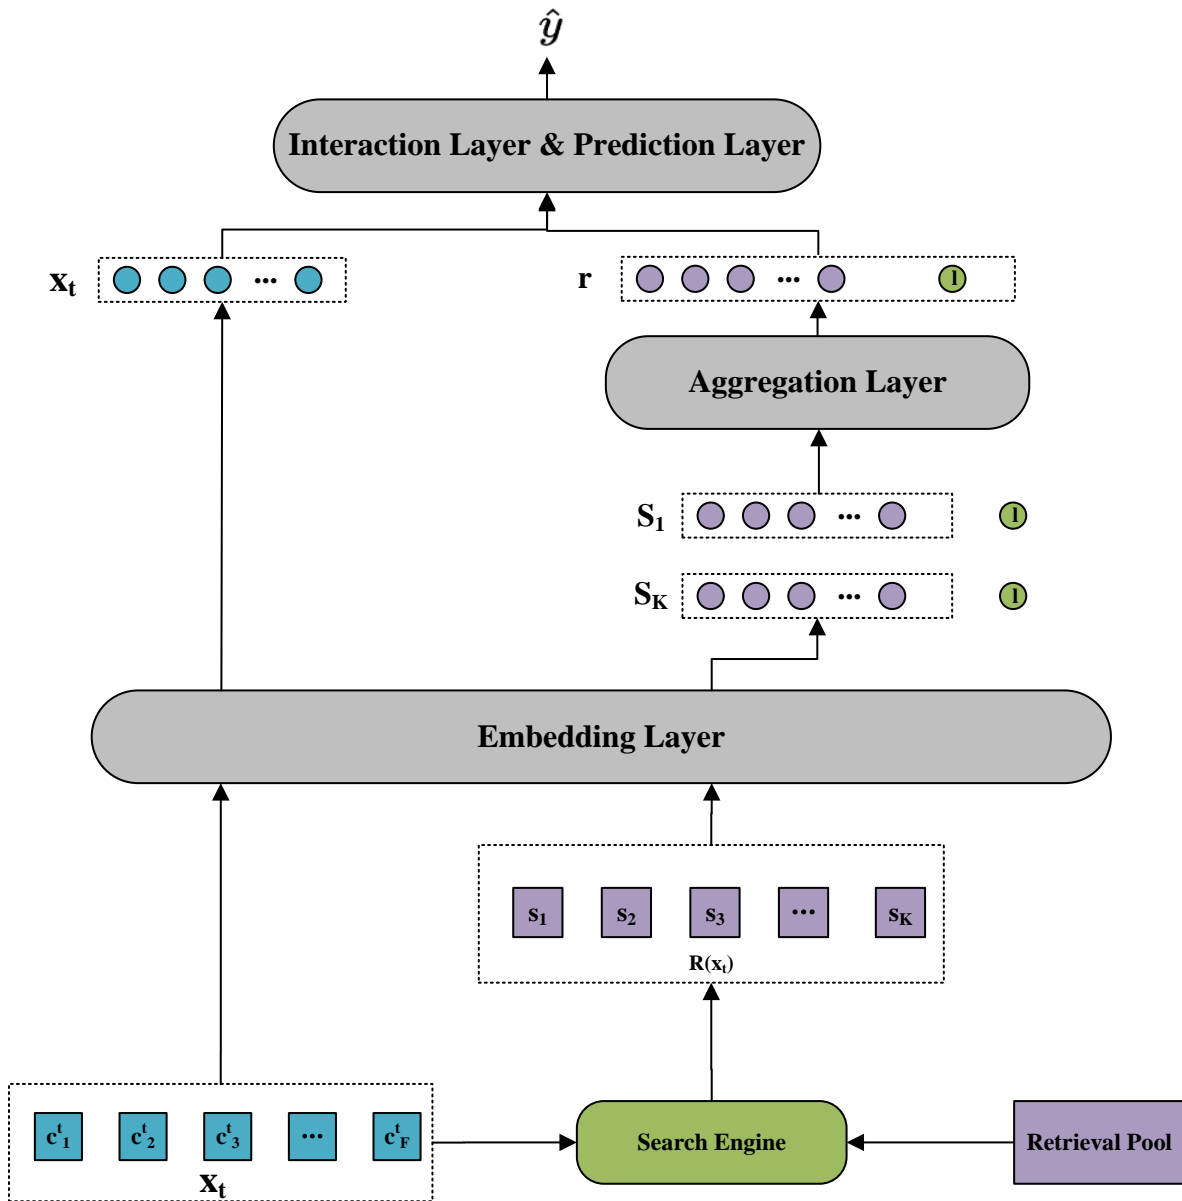 ŷ
Interaction Layer & Prediction Layer
x_t ... r ... l
Aggregation Layer
S_1 ... l
S_K ... l
Embedding Layer
s_1 s_2 s_3 ... s_K
R(x_t)
c^t_1 c^t_2 c^t_3 ... c^t_F
x_t
Search Engine
Retrieval Pool